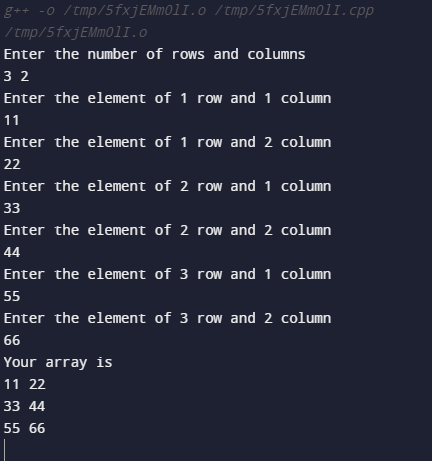 g++ -o /tmp/5fxjEMmOlI.o /tmp/5fxjEMmOlI.cpp
/tmp/5fxjEMmOlI.o
Enter the number of rows and columns
3 2
Enter the element of 1 row and 1 column
11
Enter the element of 1 row and 2 column
22
Enter the element of 2 row and 1 column
33
Enter the element of 2 row and 2 column
44
Enter the element of 3 row and 1 column
55
Enter the element of 3 row and 2 column
66
Your array is
11 22
33 44
55 66